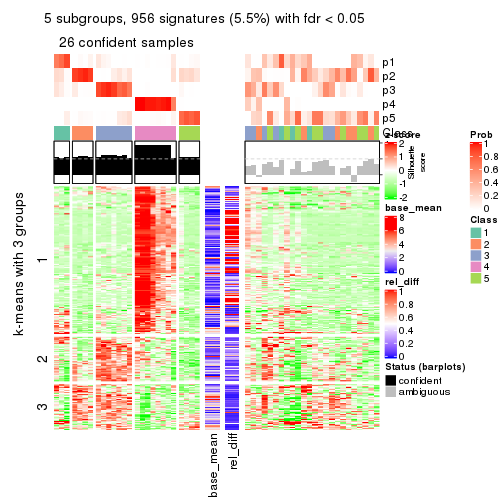 5 subgroups, 956 signatures (5.5%) with fdr < 0.05
26 confident samples
p1
p2
p3
p4
p5
Class
Silhouette
score
z-score
2
1
0
-1
-2
base_mean
8
6
4
2
0
rel_diff
1
0.8
0.6
0.4
0.2
0
Status (barplots)
confident
ambiguous
Prob
1
0.8
0.6
0.4
0.2
0
Class
1
2
3
4
5
k-means with 3 groups
1
2
3
base_mean
rel_diff